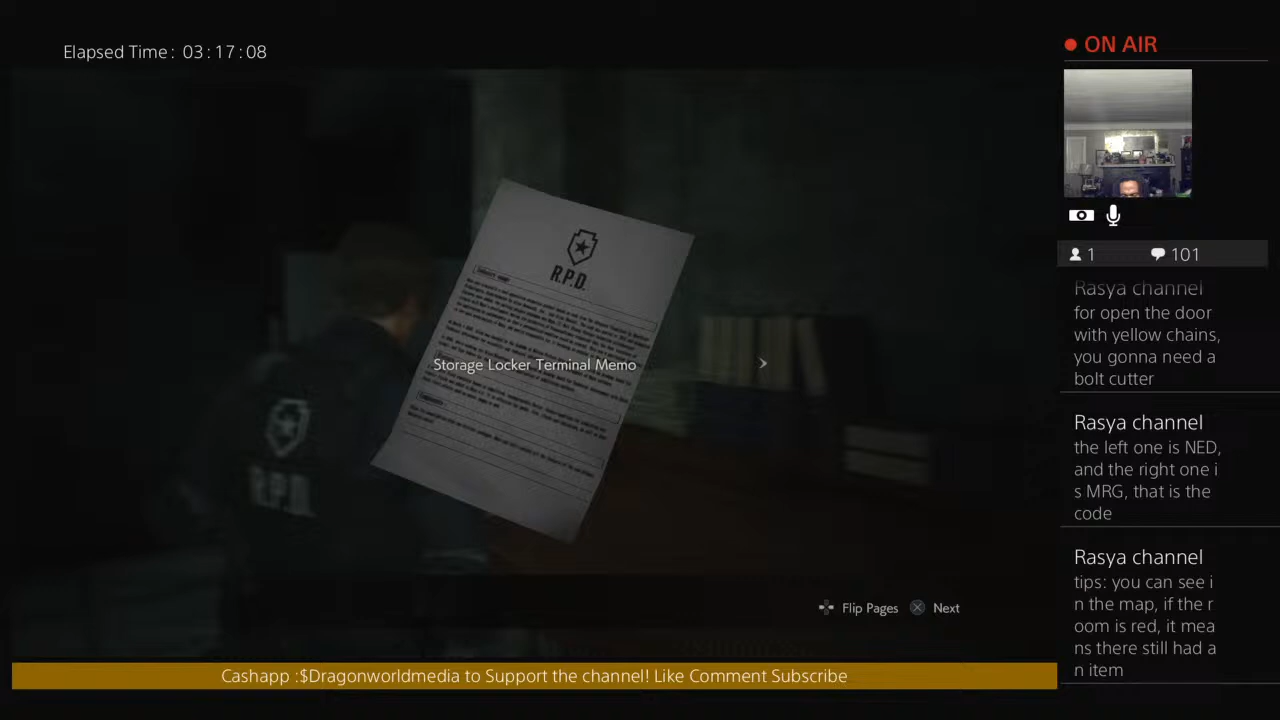 Elapsed Time: 03:17:08
R.P.D.
Storage Locker Terminal Memo
R.P.D.
Flip Pages
Next
Cashapp :$Dragonworldmedia to Support the channel! Like Comment Subscribe
ON AIR
1 101
Rasya channel
for open the door
with yellow chains,
you gonna need a
bolt cutter
Rasya channel
the left one is NED,
and the right one i
s MRG, that is the
code
Rasya channel
tips: you can see i
n the map, if the r
oom is red, it mea
ns there still had a
n item